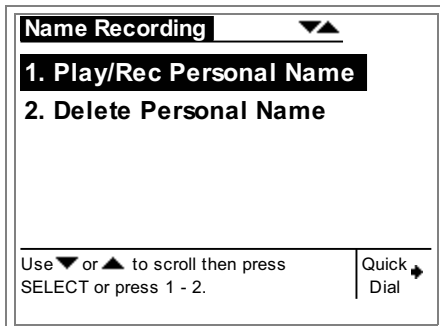 Name Recording ▼▲
1. Play/Rec Personal Name
2. Delete Personal Name
Use ▼ or ▲ to scroll then press
SELECT or press 1 - 2.
Quick
Dial